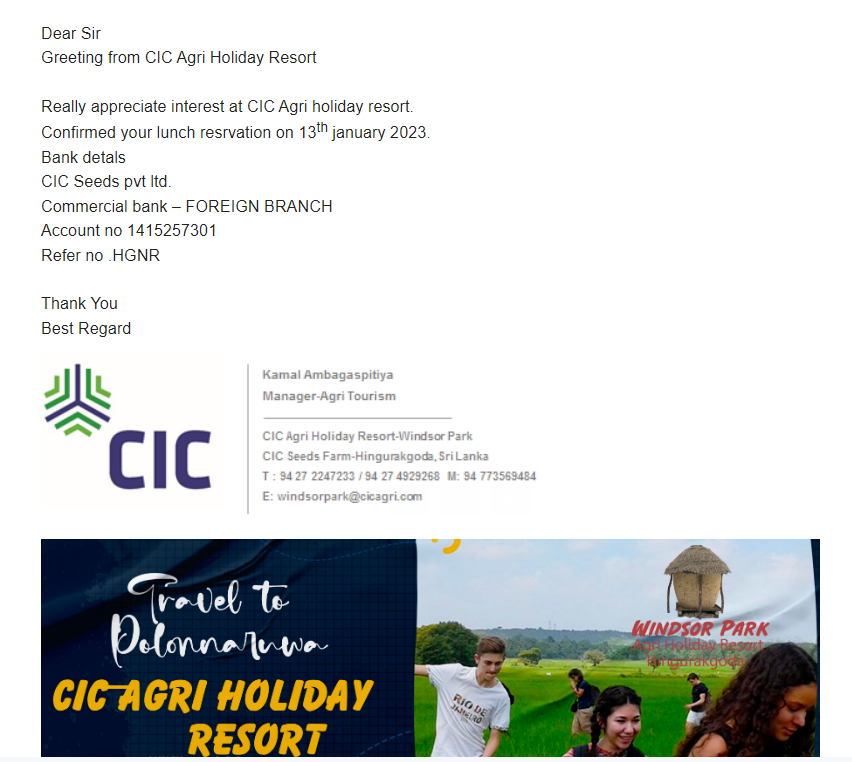 Dear Sir
Greeting from CIC Agri Holiday Resort
Really appreciate interest at CIC Agri holiday resort.
Confirmed your lunch resrvation on 13th january 2023.
Bank detals
CIC Seeds pvt ltd.
Commercial bank – FOREIGN BRANCH
Account no 1415257301
Refer no .HGNR
Thank You
Best Regard
CIC
Kamal Ambagaspitiya
Manager-Agri Tourism
CIC Agri Holiday Resort-Windsor Park
CIC Seeds Farm-Hingurakgoda, Sri Lanka
T : 94 27 2247233 / 94 27 4929268 M: 94 773569484
E: windsorpark@cicagri.com
Travel to
Polonnaruwa
CIC AGRI HOLIDAY
RESORT
WINDSOR PARK
Agri Holiday Resort
Hingurakgoda
RIO DE
JANEIRO